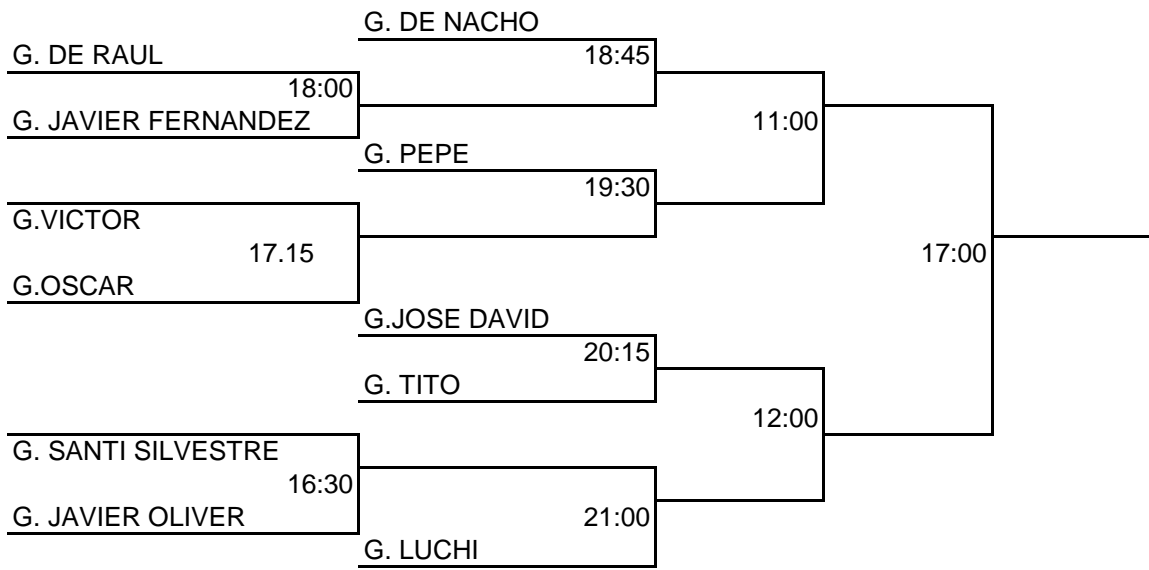 G. DE NACHO
G. DE RAUL
18:45
18:00
G. JAVIER FERNANDEZ
11:00
G. PEPE
19:30
G.VICTOR
17.15
17:00
G.OSCAR
G.JOSE DAVID
20:15
G. TITO
12:00
G. SANTI SILVESTRE
16:30
G. JAVIER OLIVER
21:00
G. LUCHI